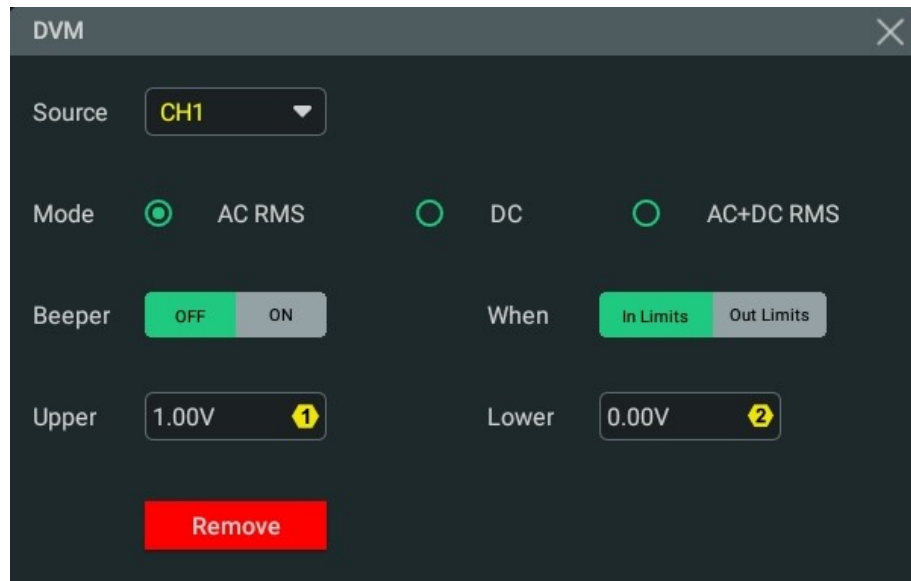 DVM
Source CH1
Mode AC RMS DC AC+DC RMS
Beeper OFF ON When In Limits Out Limits
Upper 1.00V 1 Lower 0.00V 2
Remove